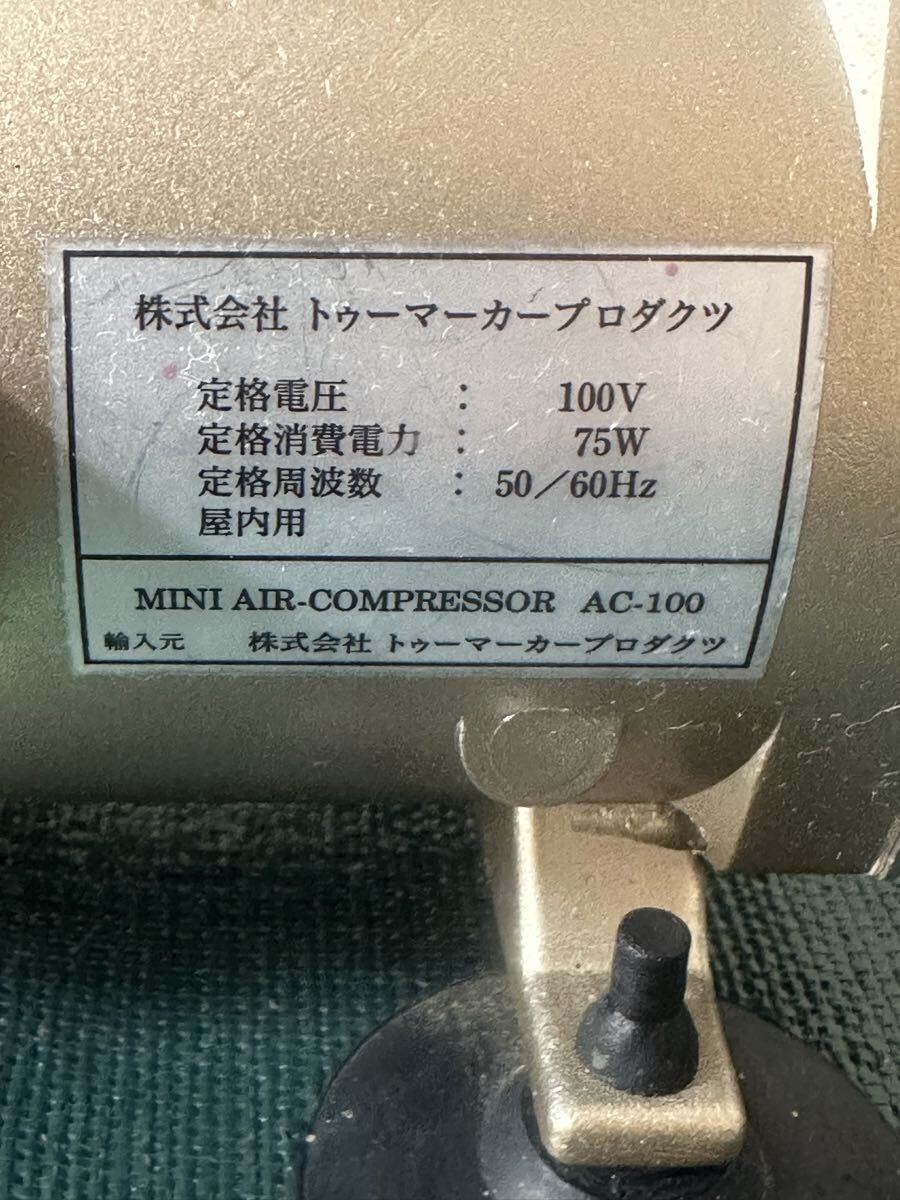 株式会社 トゥーマーカープロダクツ
定格電圧 : 100V
定格消費電力 : 75W
定格周波数 : 50／60Hz
屋内用
MINI AIR-COMPRESSOR AC-100
輸入元 株式会社 トゥーマーカープロダクツ